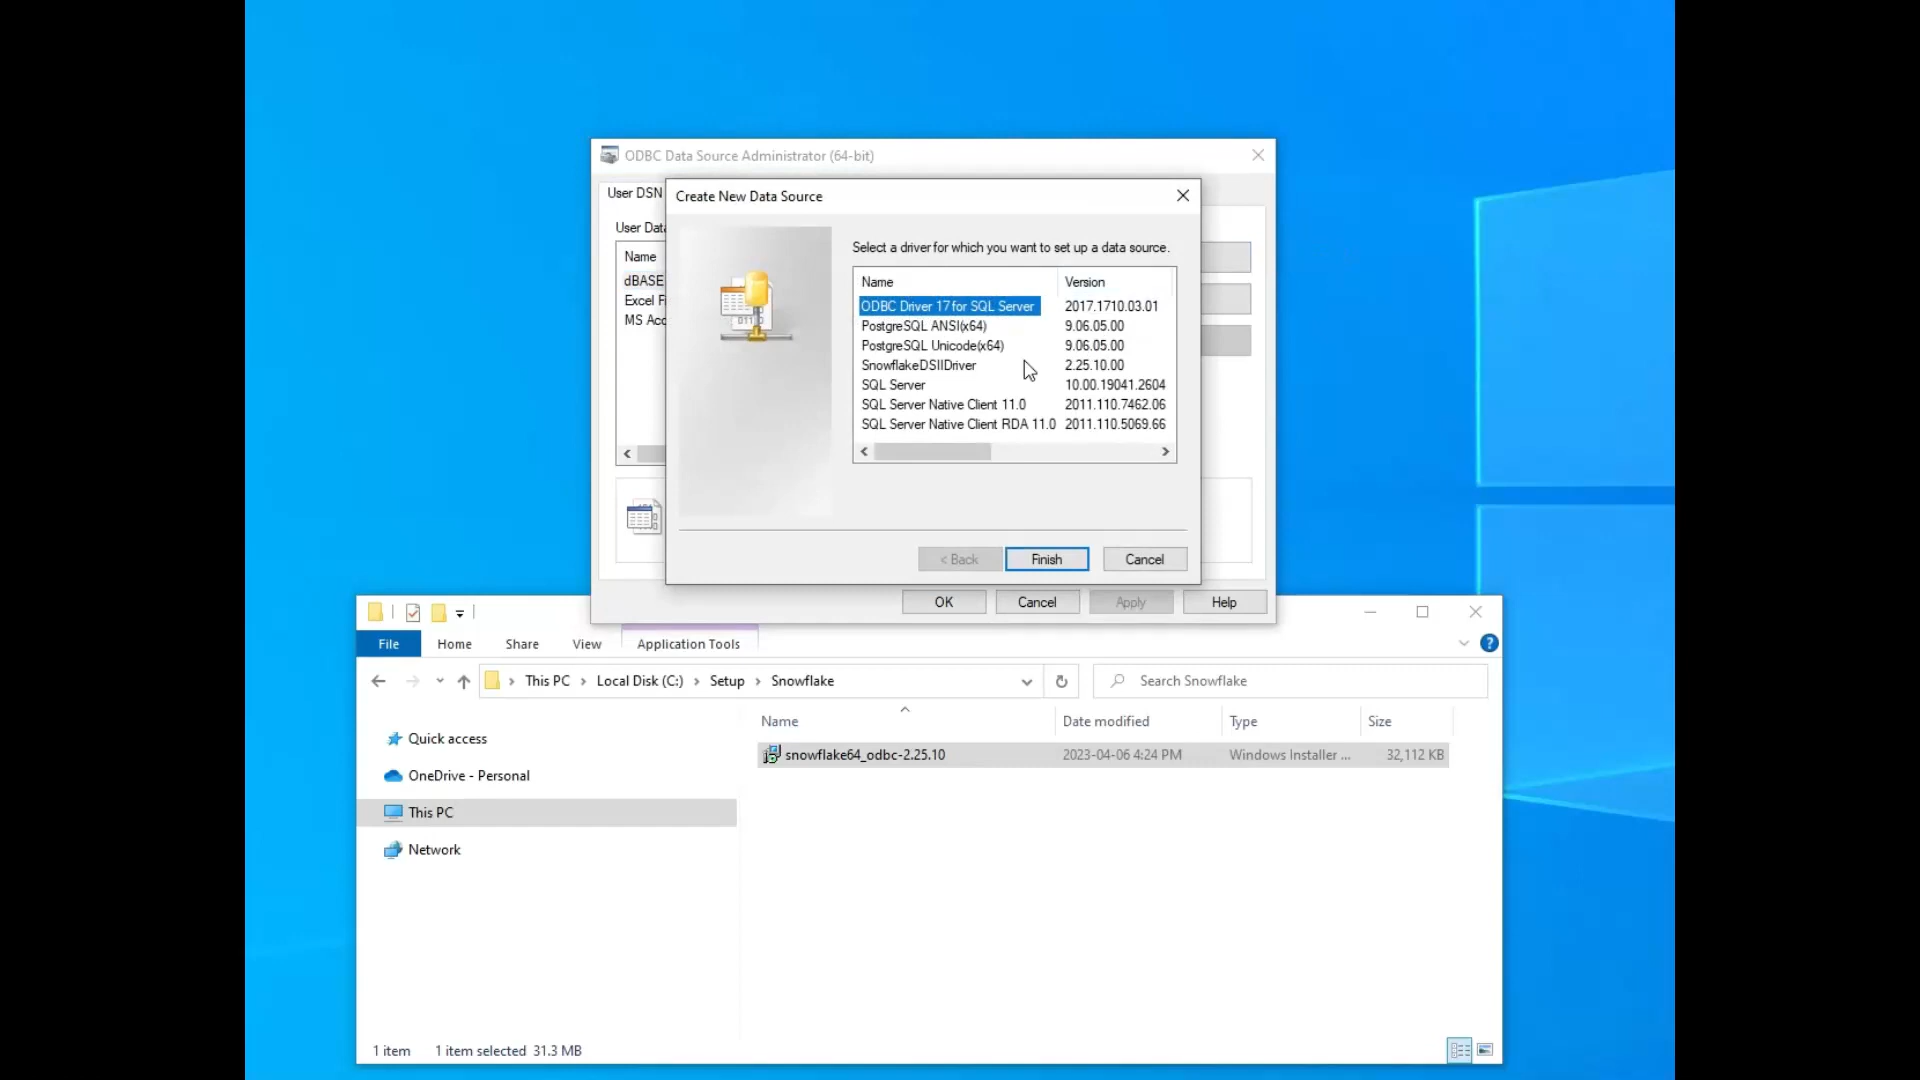 ODBC Data Source Administrator (64-bit)
User DSN
Create New Data Source
User Data
Select a driver for which you want to set up a data source.
Name Version
Name
ODBC Driver 17 for SQL Server 2017.1710.03.01
dBASE
PostgreSQL ANSI(x64) 9.06.05.00
Excel Fi
PostgreSQL Unicode(x64) 9.06.05.00
MS Acc
SnowflakeDSIIDriver 2.25.10.00
SQL Server 10.00.19041.2604
SQL Server Native Client 11.0 2011.110.7462.06
SQL Server Native Client RDA 11.0 2011.110.5069.66
< Back Finish Cancel
OK Cancel Apply Help
File Home Share View Application Tools
This PC Local Disk (C:) Setup Snowflake Search Snowflake
Name Date modified Type Size
Quick access
snowflake64_odbc-2.25.10 2023-04-06 4:24 PM Windows Installer ... 32,112 KB
OneDrive - Personal
This PC
Network
1 item 1 item selected 31.3 MB